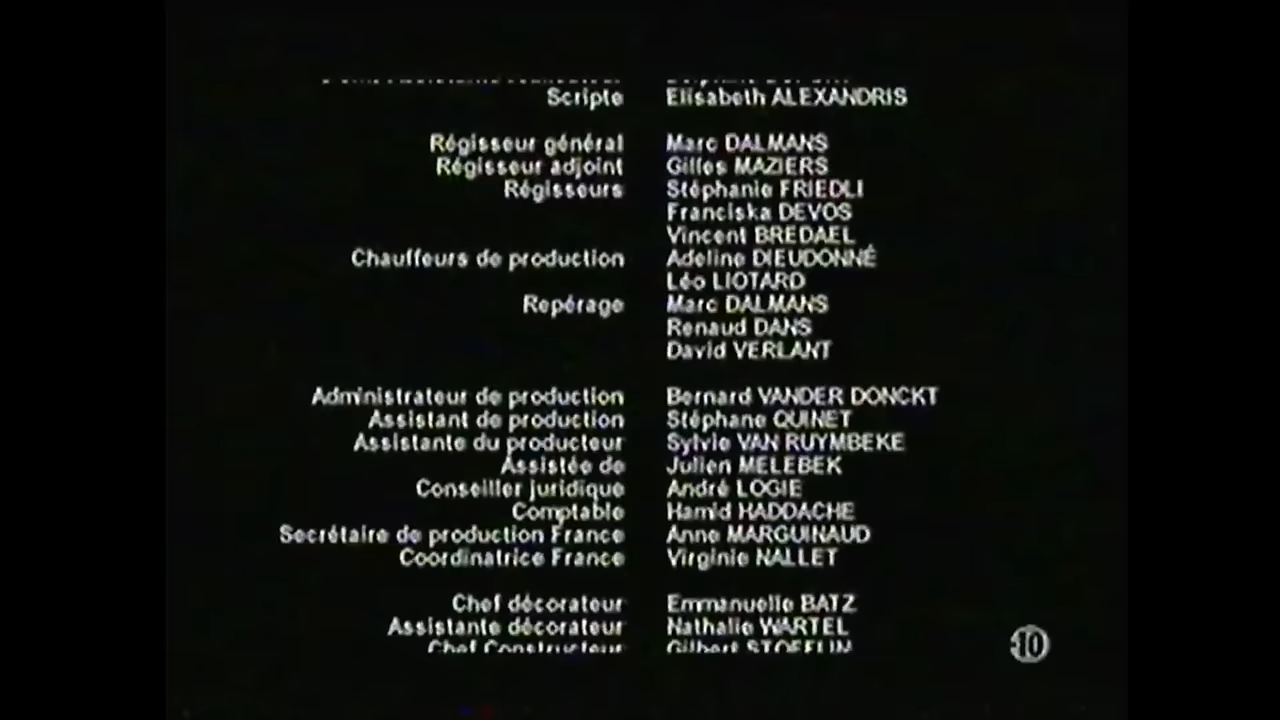 Scripte Elisabeth ALEXANDRIS
Régisseur général Marc DALMANS
Régisseur adjoint Gilles MAZIERS
Régisseurs Stéphanie FRIEDLI
Franciska DEVOS
Vincent BREDAEL
Chauffeurs de production Adeline DIEUDONNÉ
Léo LIOTARD
Repérage Marc DALMANS
Renaud DANS
David VERLANT
Administrateur de production Bernard VANDER DONCKT
Assistant de production Stéphane QUINET
Assistante du producteur Sylvie VAN RUYMBEKE
Assistée de Julien MELEBEK
Conseiller juridique André LOGIE
Comptable Hamid HADDACHE
Secrétaire de production France Anne MARGUINAUD
Coordinatrice France Virginie NALLET
Chef décorateur Emmanuelle BATZ
Assistante décorateur Nathalie WARTEL
Chef Constructeur Gilbert
-10